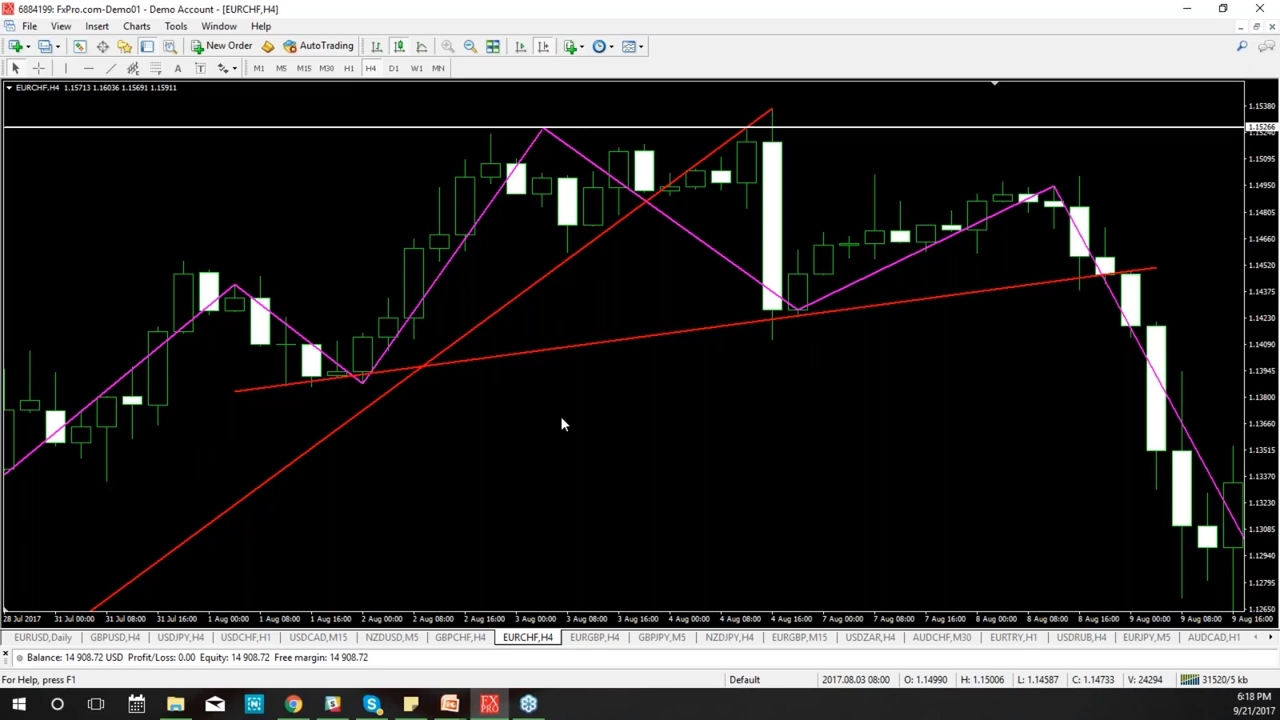 6884199: FxPro.com-Demo01 - Demo Account - [EURCHF,H4]
File View Insert Charts Tools Window Help
New Order AutoTrading
A T M1 M5 M15 M30 H1 H4 D1 W1 MN
EURCHF,H4 1.15713 1.16036 1.15691 1.15911
1.15380
1.15266
1.15095
1.14950
1.14805
1.14660
1.14520
1.14375
1.14230
1.14090
1.13945
1.13800
1.13660
1.13515
1.13370
1.13230
1.13085
1.12940
1.12795
1.12650
28 Jul 2017 31 Jul 00:00 31 Jul 08:00 31 Jul 16:00 1 Aug 00:00 1 Aug 08:00 1 Aug 16:00 2 Aug 00:00 2 Aug 08:00 2 Aug 16:00 3 Aug 00:00 3 Aug 08:00 3 Aug 16:00 4 Aug 00:00 4 Aug 08:00 4 Aug 16:00 7 Aug 00:00 7 Aug 08:00 7 Aug 16:00 8 Aug 00:00 8 Aug 08:00 8 Aug 16:00 9 Aug 00:00 9 Aug 08:00 9 Aug 16:00
EURUSD,Daily GBPUSD,H4 USDJPY,H4 USDCHF,H1 USDCAD,M15 NZDUSD,M5 GBPCHF,H4 EURCHF,H4 EURGBP,H4 GBPJPY,M5 NZDJPY,H4 EURGBP,M15 USDZAR,H4 AUDCHF,M30 EURTRY,H1 USDRUB,H4 EURJPY,M5 AUDCAD,H1
Balance: 14 908.72 USD Profit/Loss: 0.00 Equity: 14 908.72 Free margin: 14 908.72
For Help, press F1 Default 2017.08.03 08:00 O: 1.14990 H: 1.15006 L: 1.14587 C: 1.14733 V: 24294 31520/5 kb
FX PRO
6:18 PM
9/21/2017